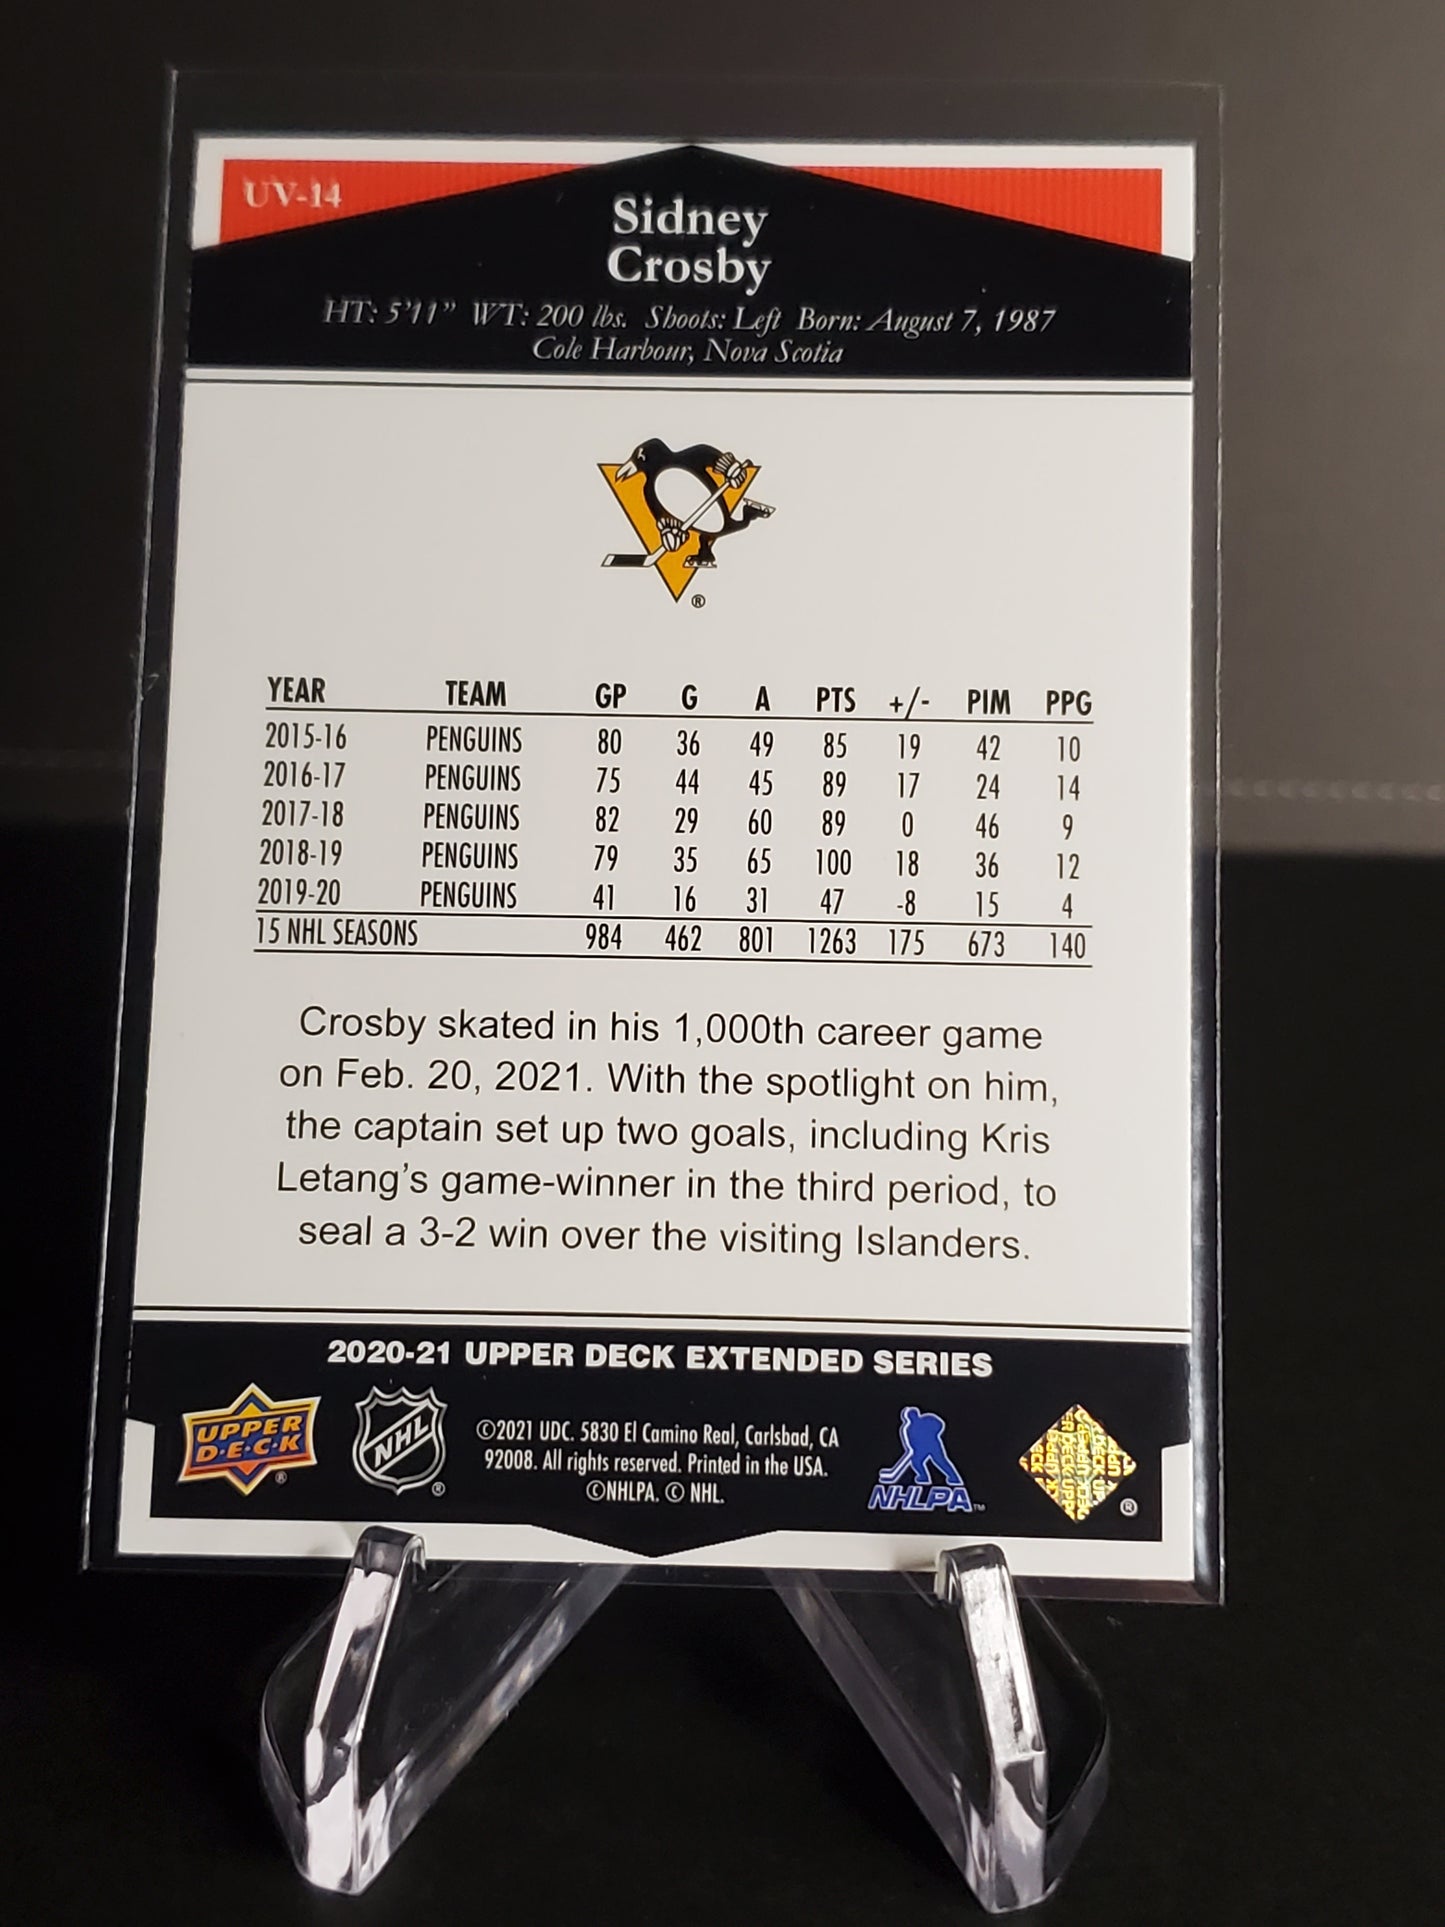 UV-14
Sidney
Crosby
HT: 5'11" WT: 200 lbs. Shoots: Left Born: August 7, 1987
Cole Harbour, Nova Scotia
®
YEAR TEAM GP G A PTS +/- PIM PPG
2015-16 PENGUINS 80 36 49 85 19 42 10
2016-17 PENGUINS 75 44 45 89 17 24 14
2017-18 PENGUINS 82 29 60 89 0 46 9
2018-19 PENGUINS 79 35 65 100 18 36 12
2019-20 PENGUINS 41 16 31 47 -8 15 4
15 NHL SEASONS 984 462 801 1263 175 673 140
Crosby skated in his 1,000th career game
on Feb. 20, 2021. With the spotlight on him,
the captain set up two goals, including Kris
Letang's game-winner in the third period, to
seal a 3-2 win over the visiting Islanders.
2020-21 UPPER DECK EXTENDED SERIES
UPPER
D·E·C·K
®
NHL
®
©2021 UDC. 5830 El Camino Real, Carlsbad, CA
92008. All rights reserved. Printed in the USA.
©NHLPA. © NHL.
NHLPA™
®